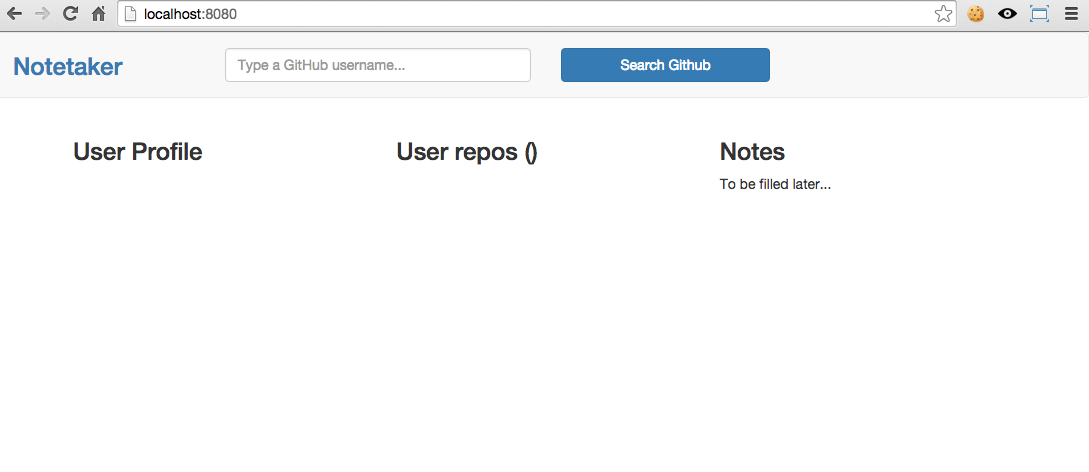 localhost:8080
Notetaker
Type a GitHub username...
Search Github
User Profile
User repos ()
Notes
To be filled later...